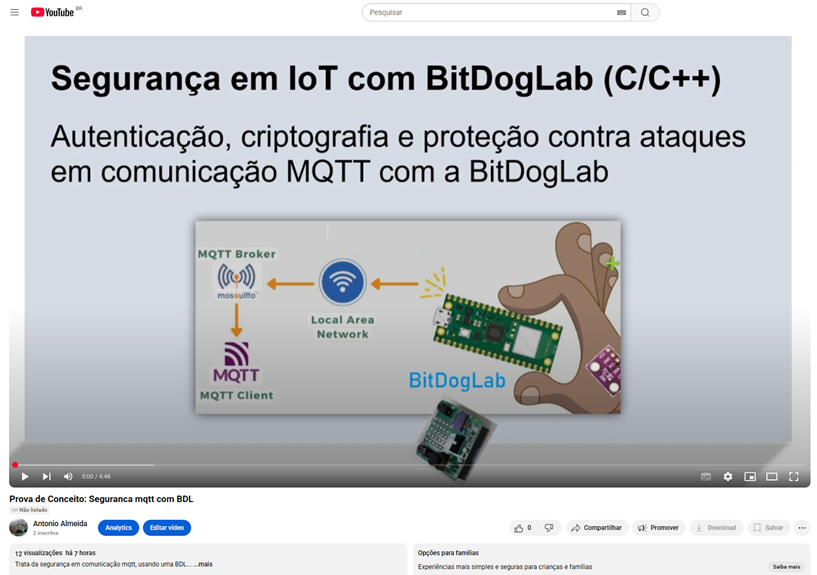 YouTube BR
Pesquisar
Segurança em IoT com BitDogLab (C/C++)
Autenticação, criptografia e proteção contra ataques
em comunicação MQTT com a BitDogLab
MQTT Broker
mosquitto
Local Area
Network
MQTT
MQTT Client
BitDogLab
0:00 / 4:48
Prova de Conceito: Seguranca mqtt com BDL
Não listado
Antonio Almeida
2 inscritos
Analytics
Editar vídeo
0
Compartilhar
Promover
Download
Salvar
12 visualizações há 7 horas
Trata da segurança em comunicação mqtt, usando uma BDL... ...mais
Opções para famílias
Experiências mais simples e seguras para crianças e famílias
Saiba mais